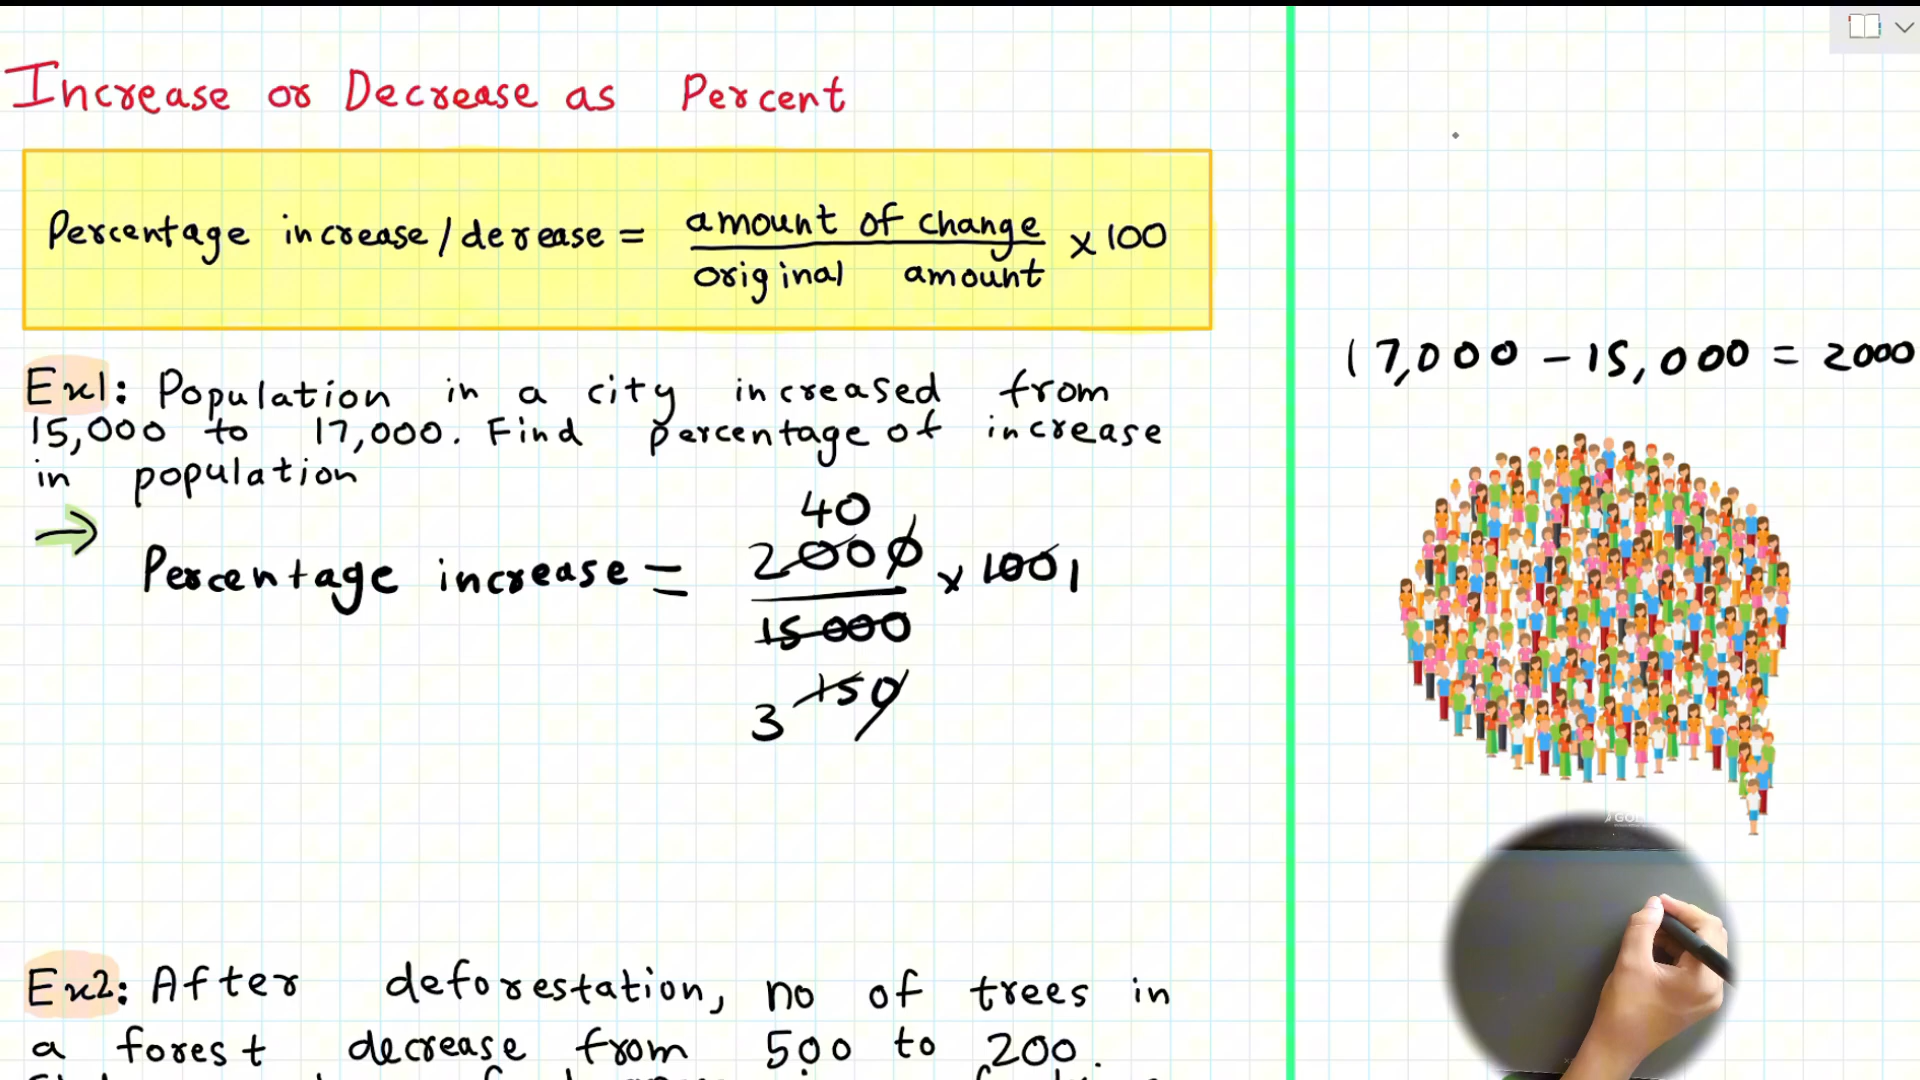 Increase or Decrease as Percent
Percentage increase/derease = amount of change
original amount
×100
17,000 - 15,000 = 2000
Ex1: Population in a city increased from
15,000 to 17,000. Find percentage of increase
in population
40
→ Percentage increase = 2000 × 100 1
15000
3 150
Ex2: After deforestation, no of trees in
a forest decrease from 500 to 200.